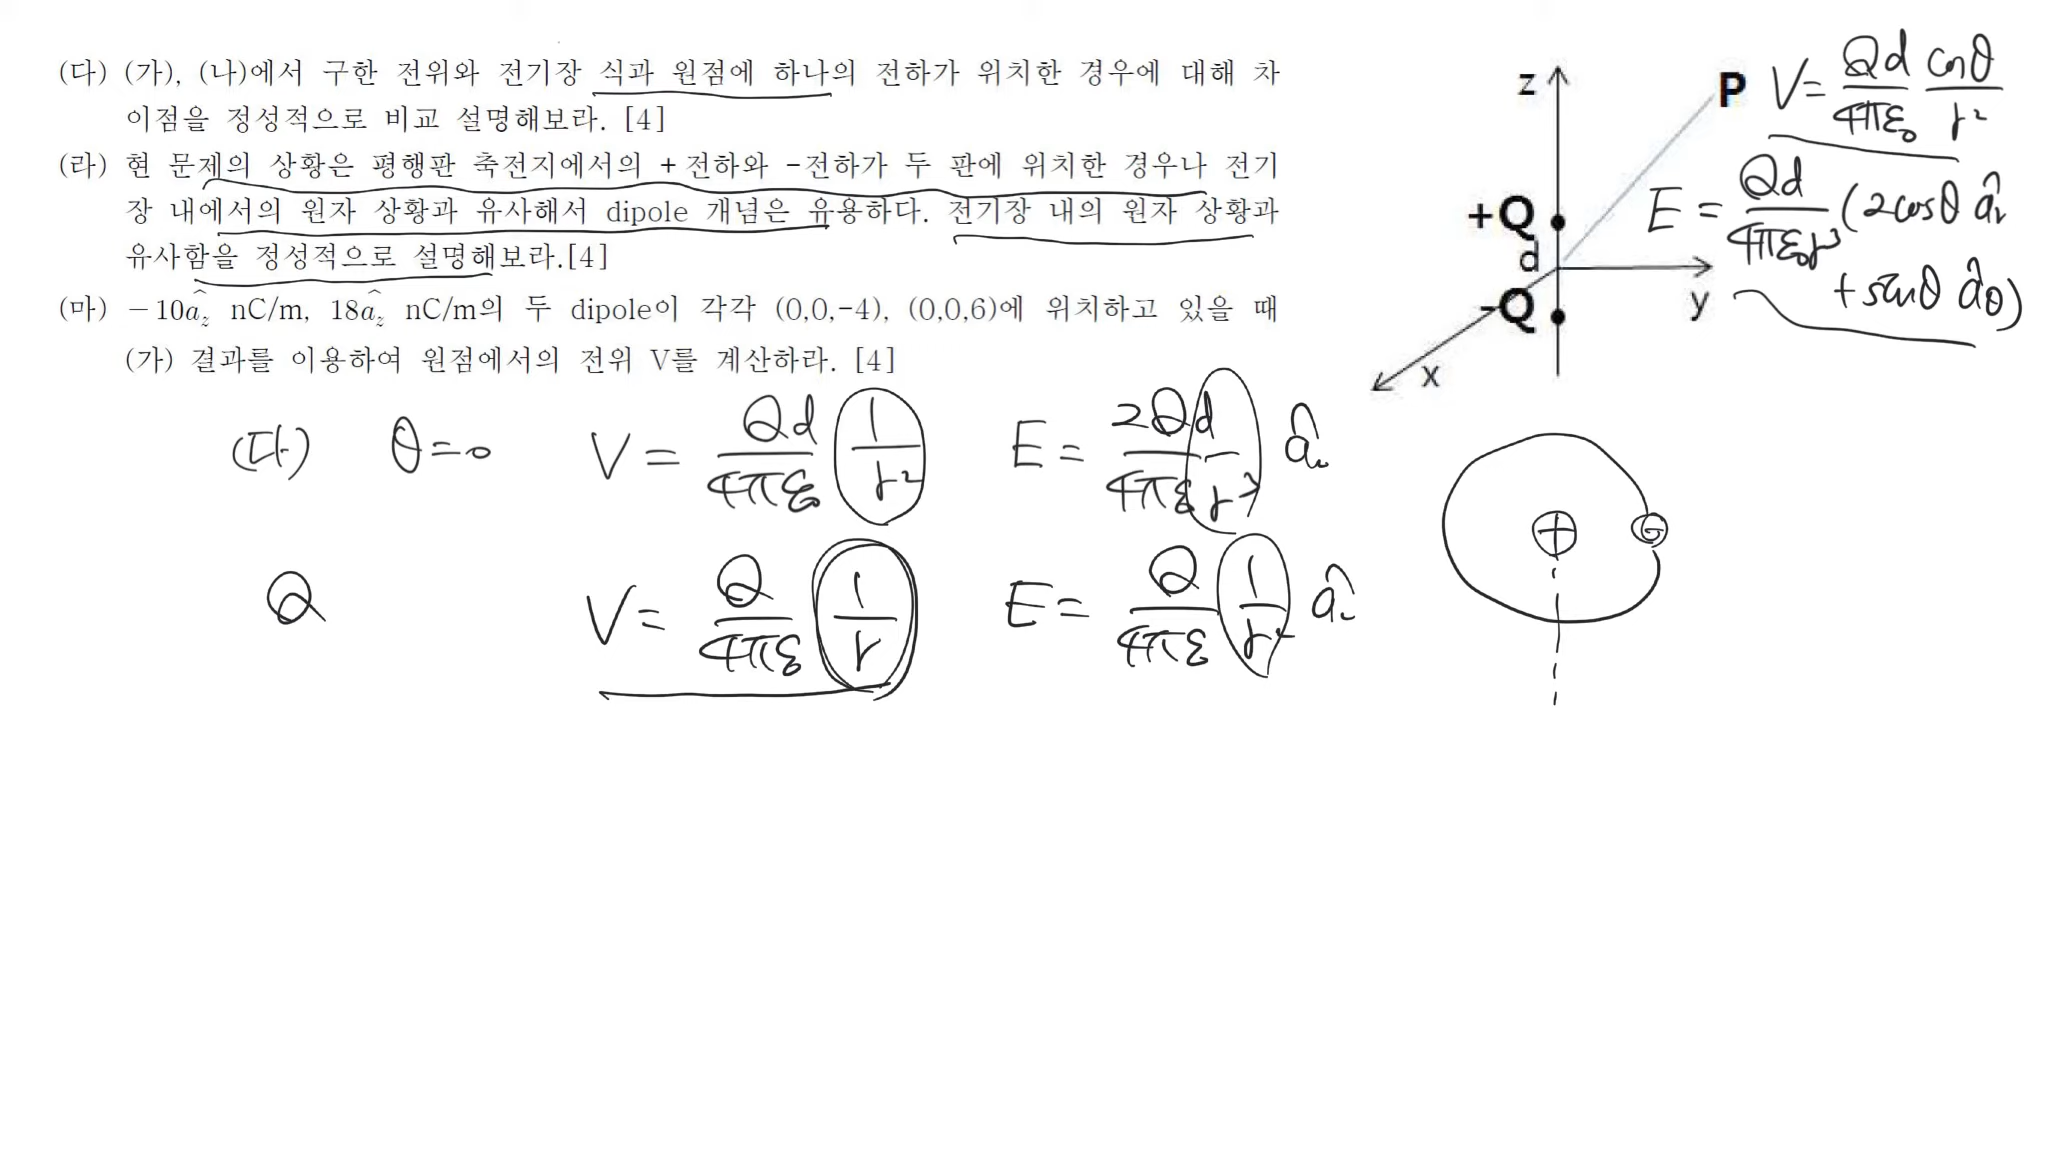 (다) (가), (나)에서 구한 전위와 전기장 식과 원점에 하나의 전하가 위치한 경우에 대해 차
이점을 정성적으로 비교 설명해보라. [4]
(라) 현 문제의 상황은 평행판 축전지에서의 +전하와 -전하가 두 판에 위치한 경우나 전기
장 내에서의 원자 상황과 유사해서 dipole 개념은 유용하다. 전기장 내의 원자 상황과
유사함을 정성적으로 설명해보라.[4]
(마) −10â_z nC/m, 18â_z nC/m의 두 dipole이 각각 (0,0,-4), (0,0,6)에 위치하고 있을 때
(가) 결과를 이용하여 원점에서의 전위 V를 계산하라. [4]
z
P
+Q
d
-Q
y
x
V = Qd/4πε₀ cosθ/r²
E = Qd/4πε₀r³ (2cosθ â_r
+ sinθ â_θ)
(다) θ=0 V = Qd/4πε₀ 1/r² E = 2Qd/4πε r³ â_r
+ -
Q V = Q/4πε 1/r E = Q/4πε 1/r² â_r